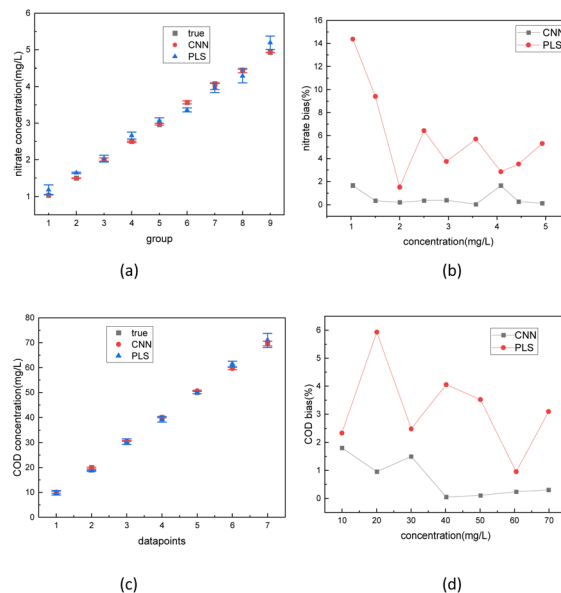 true
CNN
PLS
nitrate concentration(mg/L)
6
5
4
3
2
1
1 2 3 4 5 6 7 8 9
group
(a)
CNN
PLS
nitrate bias(%)
16
14
12
10
8
6
4
2
0
1 2 3 4 5
concentration(mg/L)
(b)
true
CNN
PLS
COD concentration(mg/L)
80
70
60
50
40
30
20
10
0
1 2 3 4 5 6 7
datapoints
(c)
CNN
PLS
COD bias(%)
6
5
4
3
2
1
0
10 20 30 40 50 60 70
concentration(mg/L)
(d)